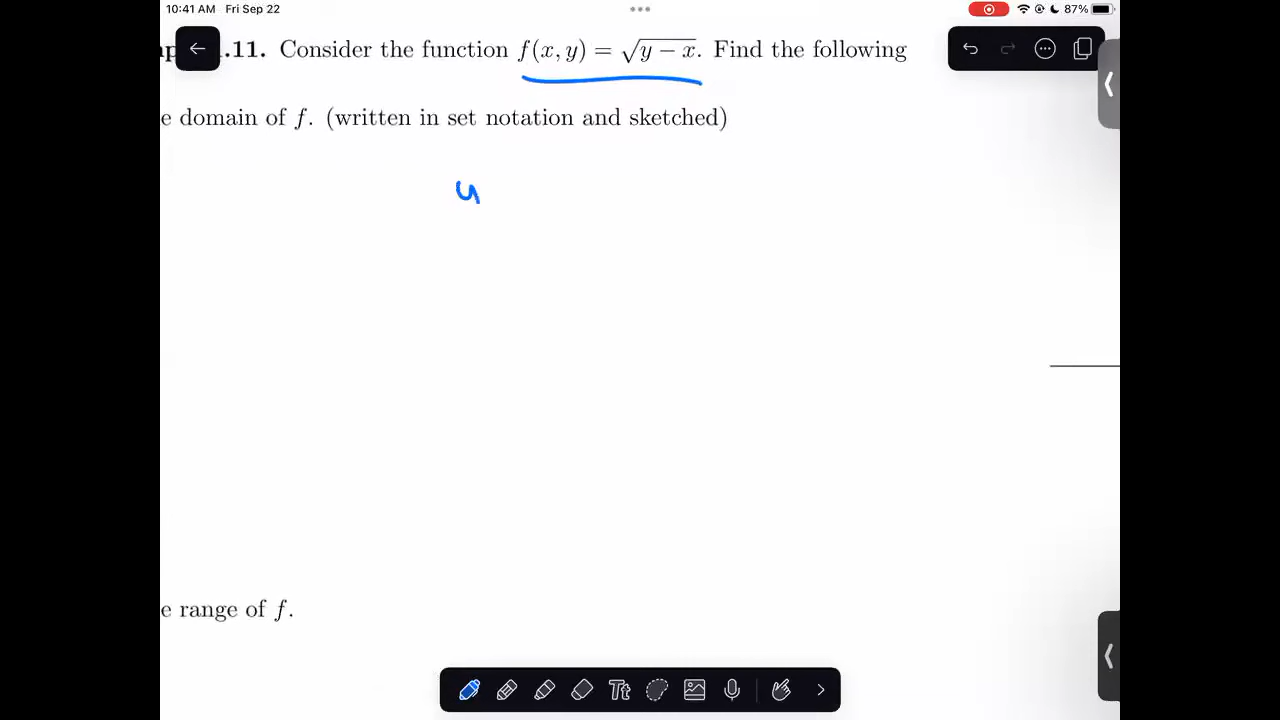 10:41 AM Fri Sep 22
87%
.11. Consider the function f(x, y) = √(y − x). Find the following
e domain of f. (written in set notation and sketched)
y
e range of f.
Tt